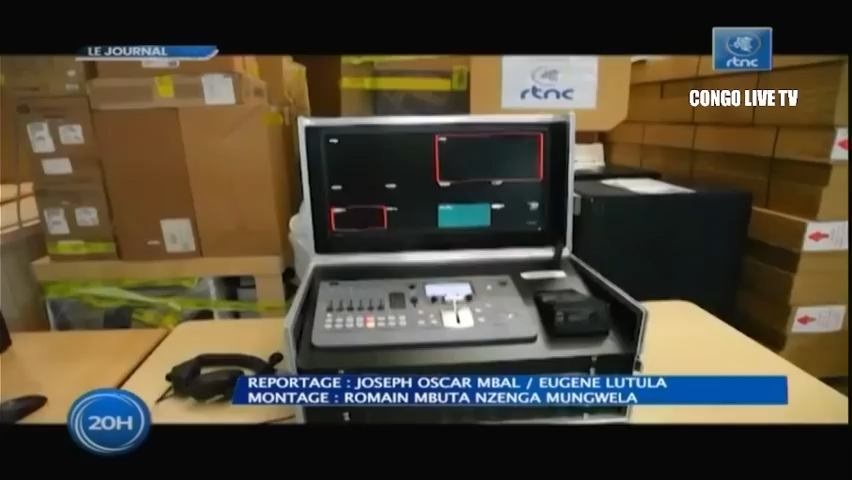 LE JOURNAL
rtnc
CONGO LIVE TV
rtnc
REPORTAGE : JOSEPH OSCAR MBAL / EUGENE LUTULA
MONTAGE : ROMAIN MBUTA NZENGA MUNGWELA
20H